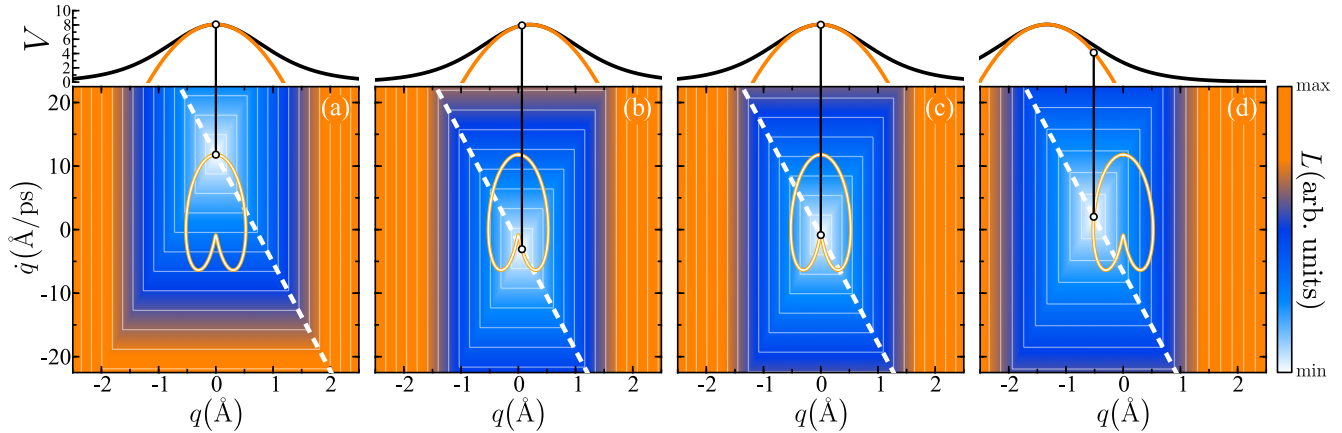 V
10
8
6
4
2
0
(a)
(b)
(c)
(d)
q̇(Å/ps)
20
10
0
-10
-20
-2 -1 0 1 2
-2 -1 0 1 2
-2 -1 0 1 2
-2 -1 0 1 2
q(Å)
q(Å)
q(Å)
q(Å)
max
L(arb. units)
min